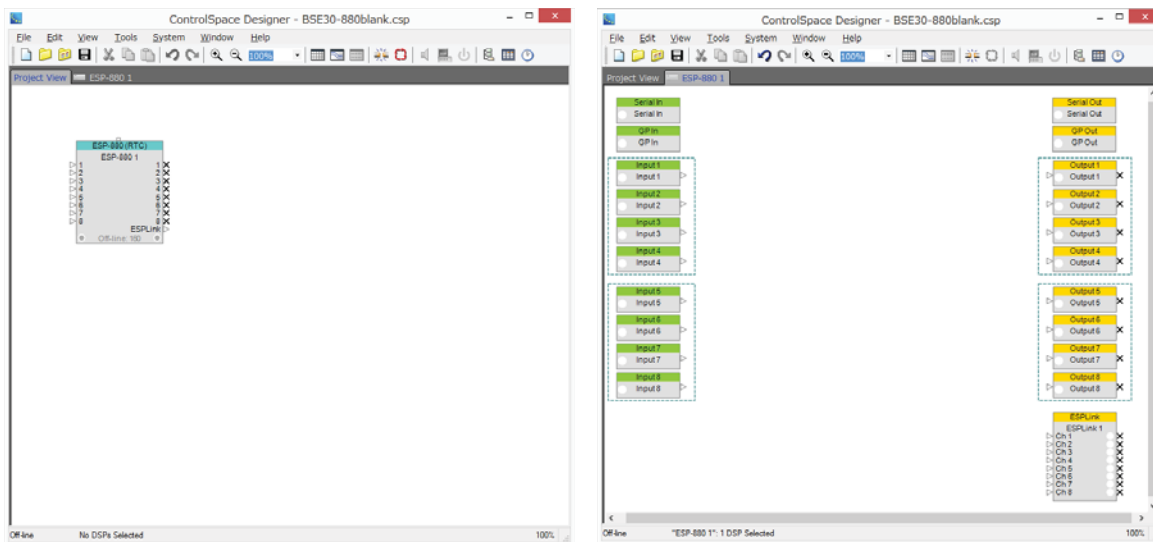 ControlSpace Designer - BSE30-880blank.csp
File Edit View Tools System Window Help
100%
Project View ESP-880 1
ESP-880 (RTC)
ESP-880 1
1 1
2 2
3 3
4 4
5 5
6 6
7 7
8 8
ESPLink
Off-line: 160
Off-line No DSPs Selected 100%
ControlSpace Designer - BSE30-880blank.csp
File Edit View Tools System Window Help
100%
Project View ESP-880 1
Serial In
Serial In
GP In
GP In
Input 1
Input 1
Input 2
Input 2
Input 3
Input 3
Input 4
Input 4
Input 5
Input 5
Input 6
Input 6
Input 7
Input 7
Input 8
Input 8
Serial Out
Serial Out
GP Out
GP Out
Output 1
Output 1
Output 2
Output 2
Output 3
Output 3
Output 4
Output 4
Output 5
Output 5
Output 6
Output 6
Output 7
Output 7
Output 8
Output 8
ESPLink
ESPLink 1
Ch 1
Ch 2
Ch 3
Ch 4
Ch 5
Ch 6
Ch 7
Ch 8
Off-line "ESP-880 1": 1 DSP Selected 100%